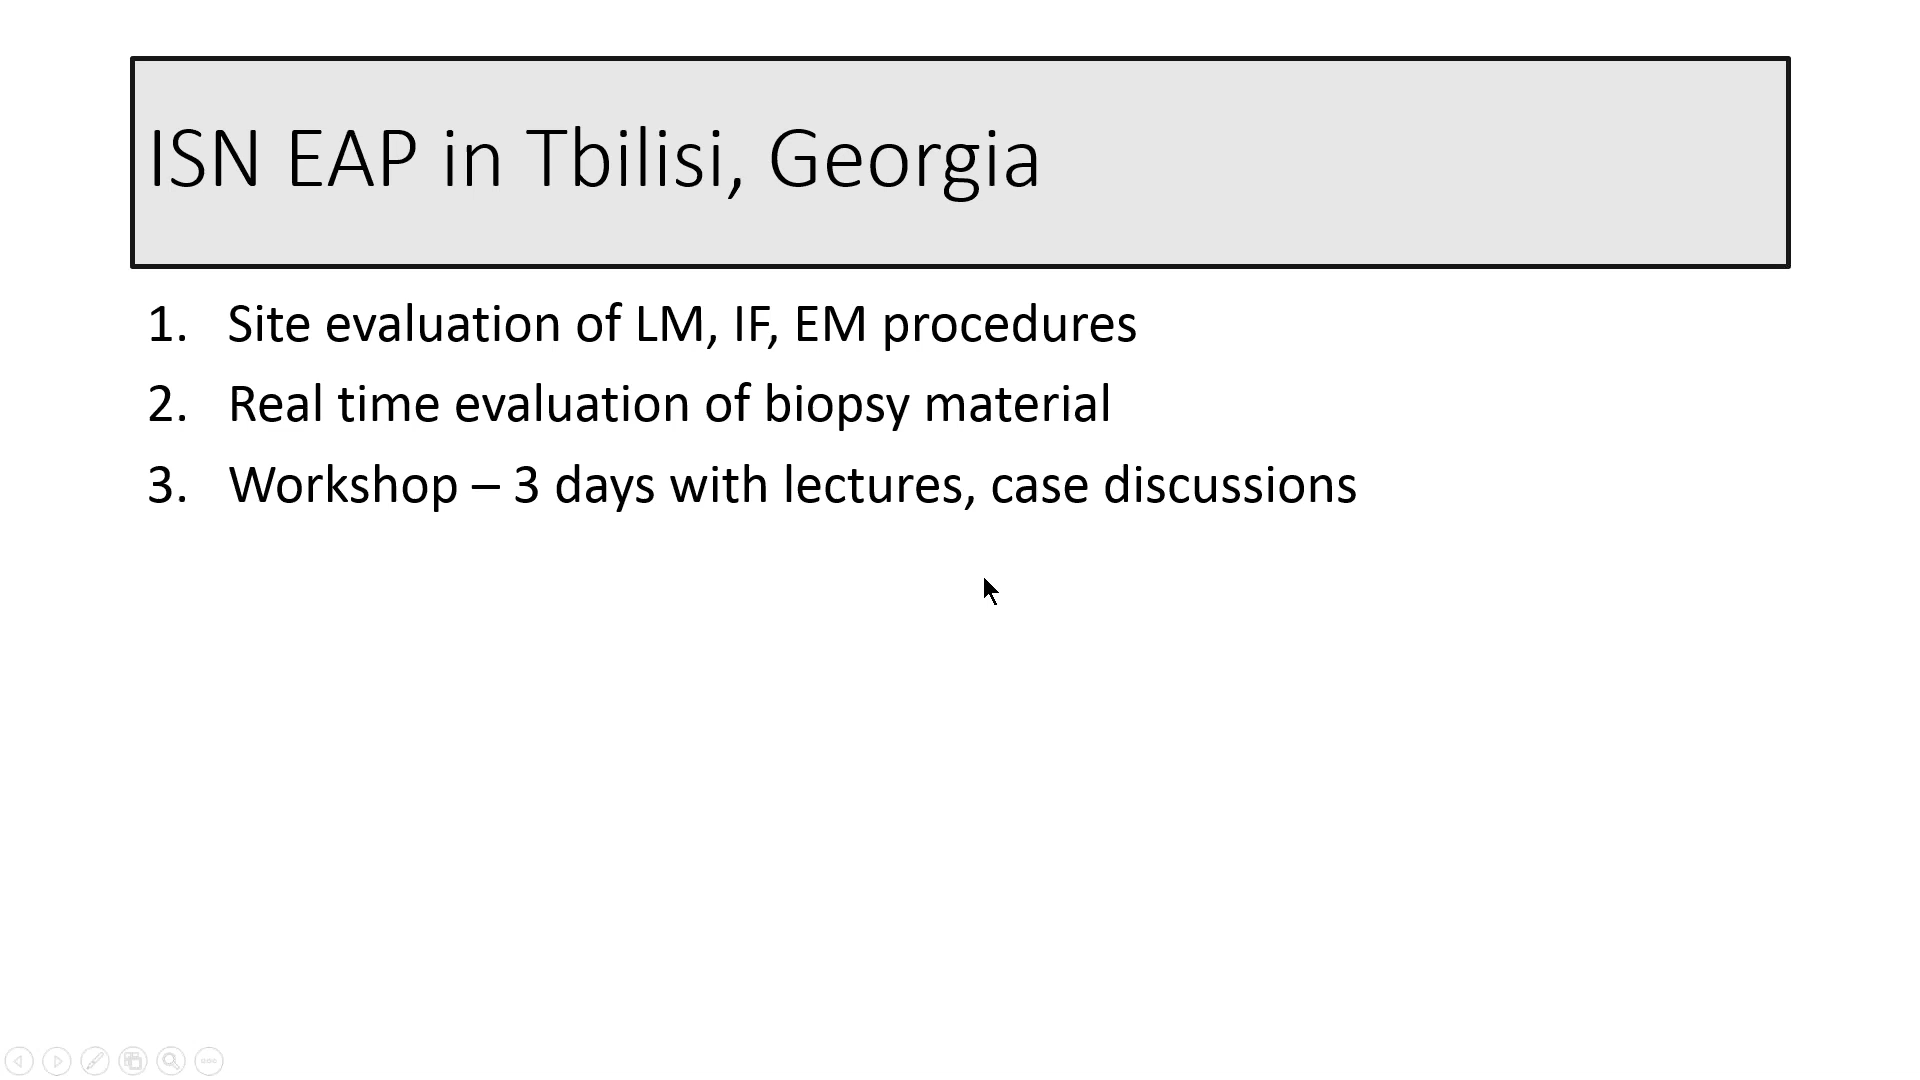 ISN EAP in Tbilisi, Georgia
1. Site evaluation of LM, IF, EM procedures
2. Real time evaluation of biopsy material
3. Workshop – 3 days with lectures, case discussions